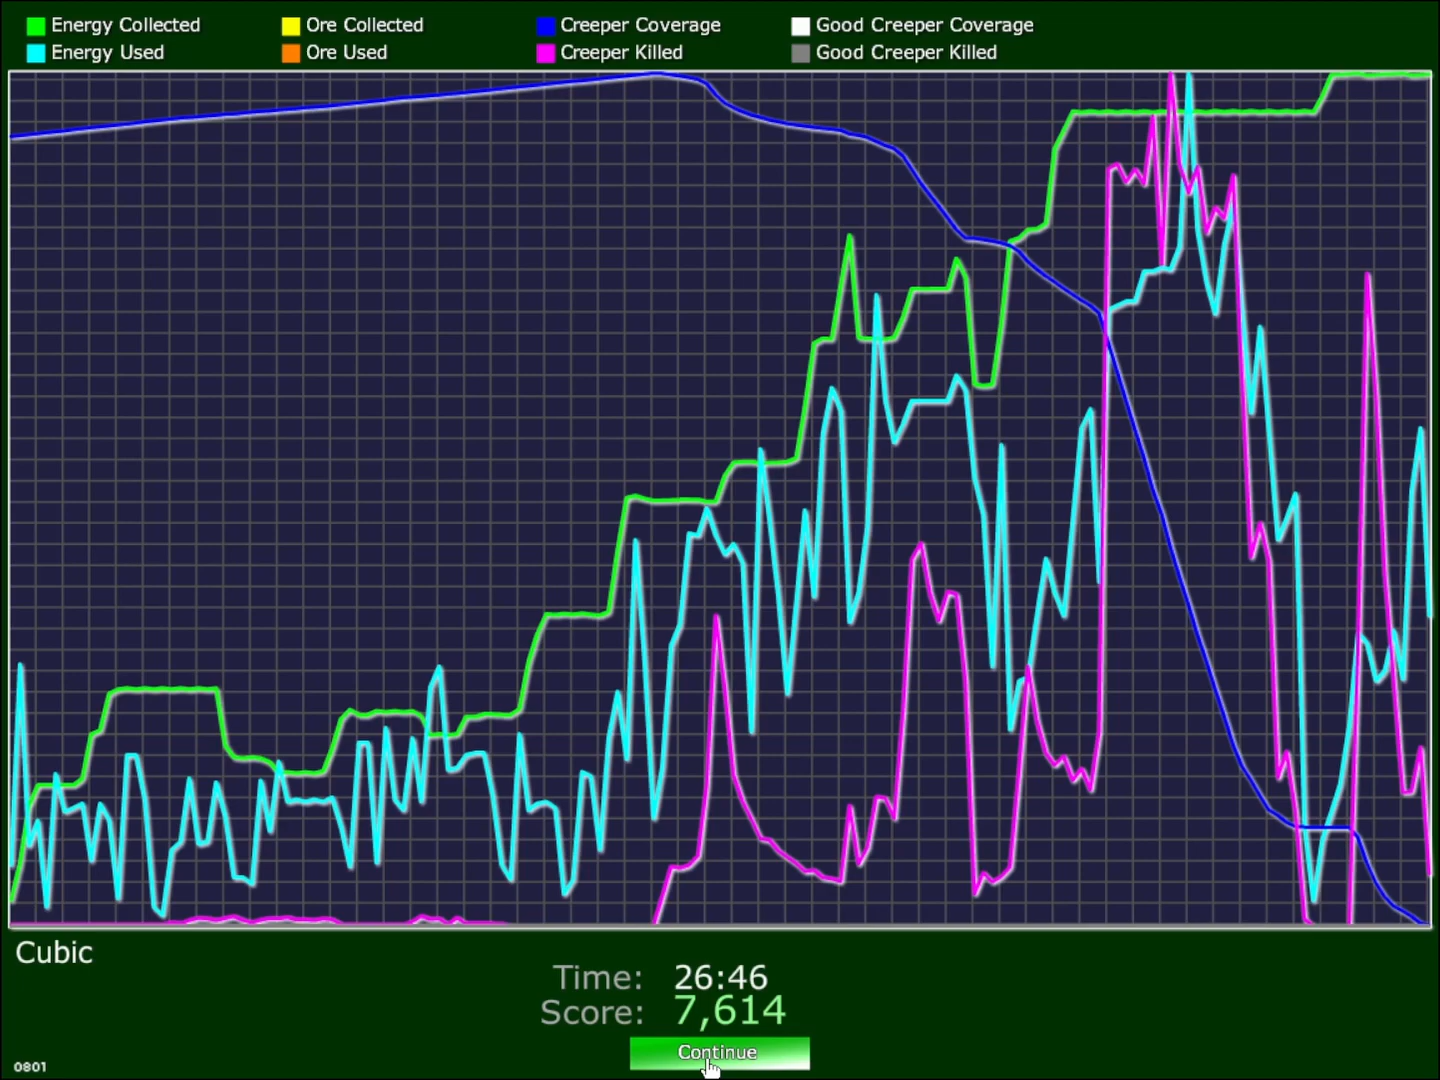 Energy Collected Ore Collected Creeper Coverage Good Creeper Coverage
Energy Used Ore Used Creeper Killed Good Creeper Killed
Cubic
Time: 26:46
Score: 7,614
Continue
0801